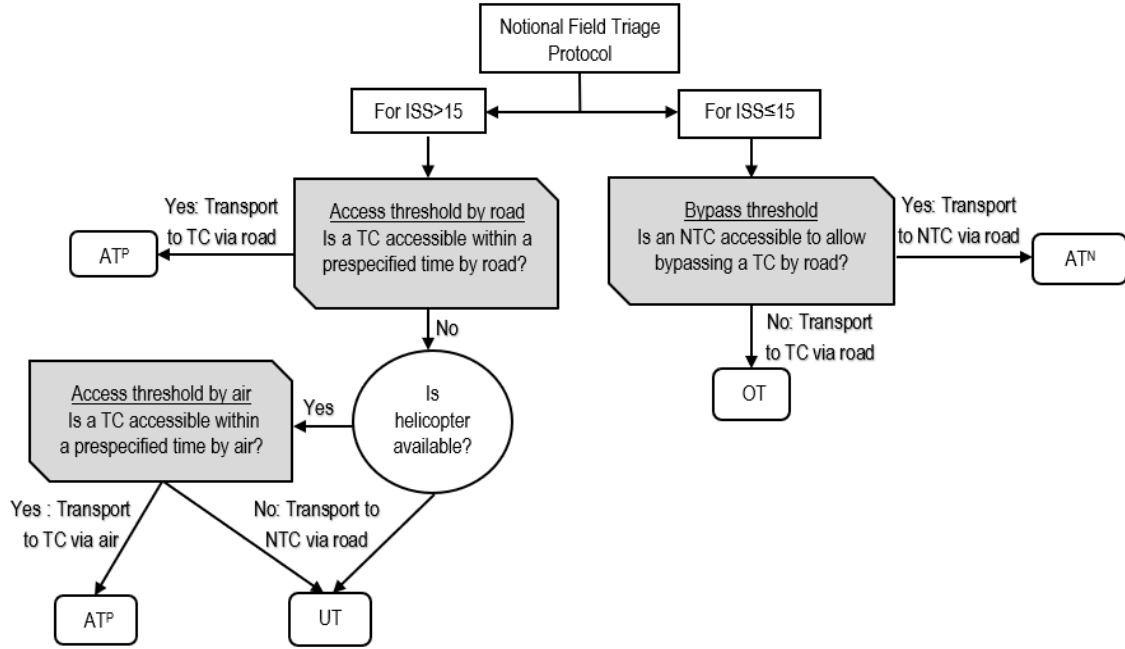 Notional Field Triage
Protocol
For ISS>15
For ISS≤15
Access threshold by road
Is a TC accessible within a
prespecified time by road?
Yes: Transport
to TC via road
ATᴾ
Bypass threshold
Is an NTC accessible to allow
bypassing a TC by road?
Yes: Transport
to NTC via road
ATᴺ
No
No: Transport
to TC via road
OT
Is
helicopter
available?
Yes
Access threshold by air
Is a TC accessible within
a prespecified time by air?
Yes : Transport
to TC via air
No: Transport to
NTC via road
ATᴾ
UT